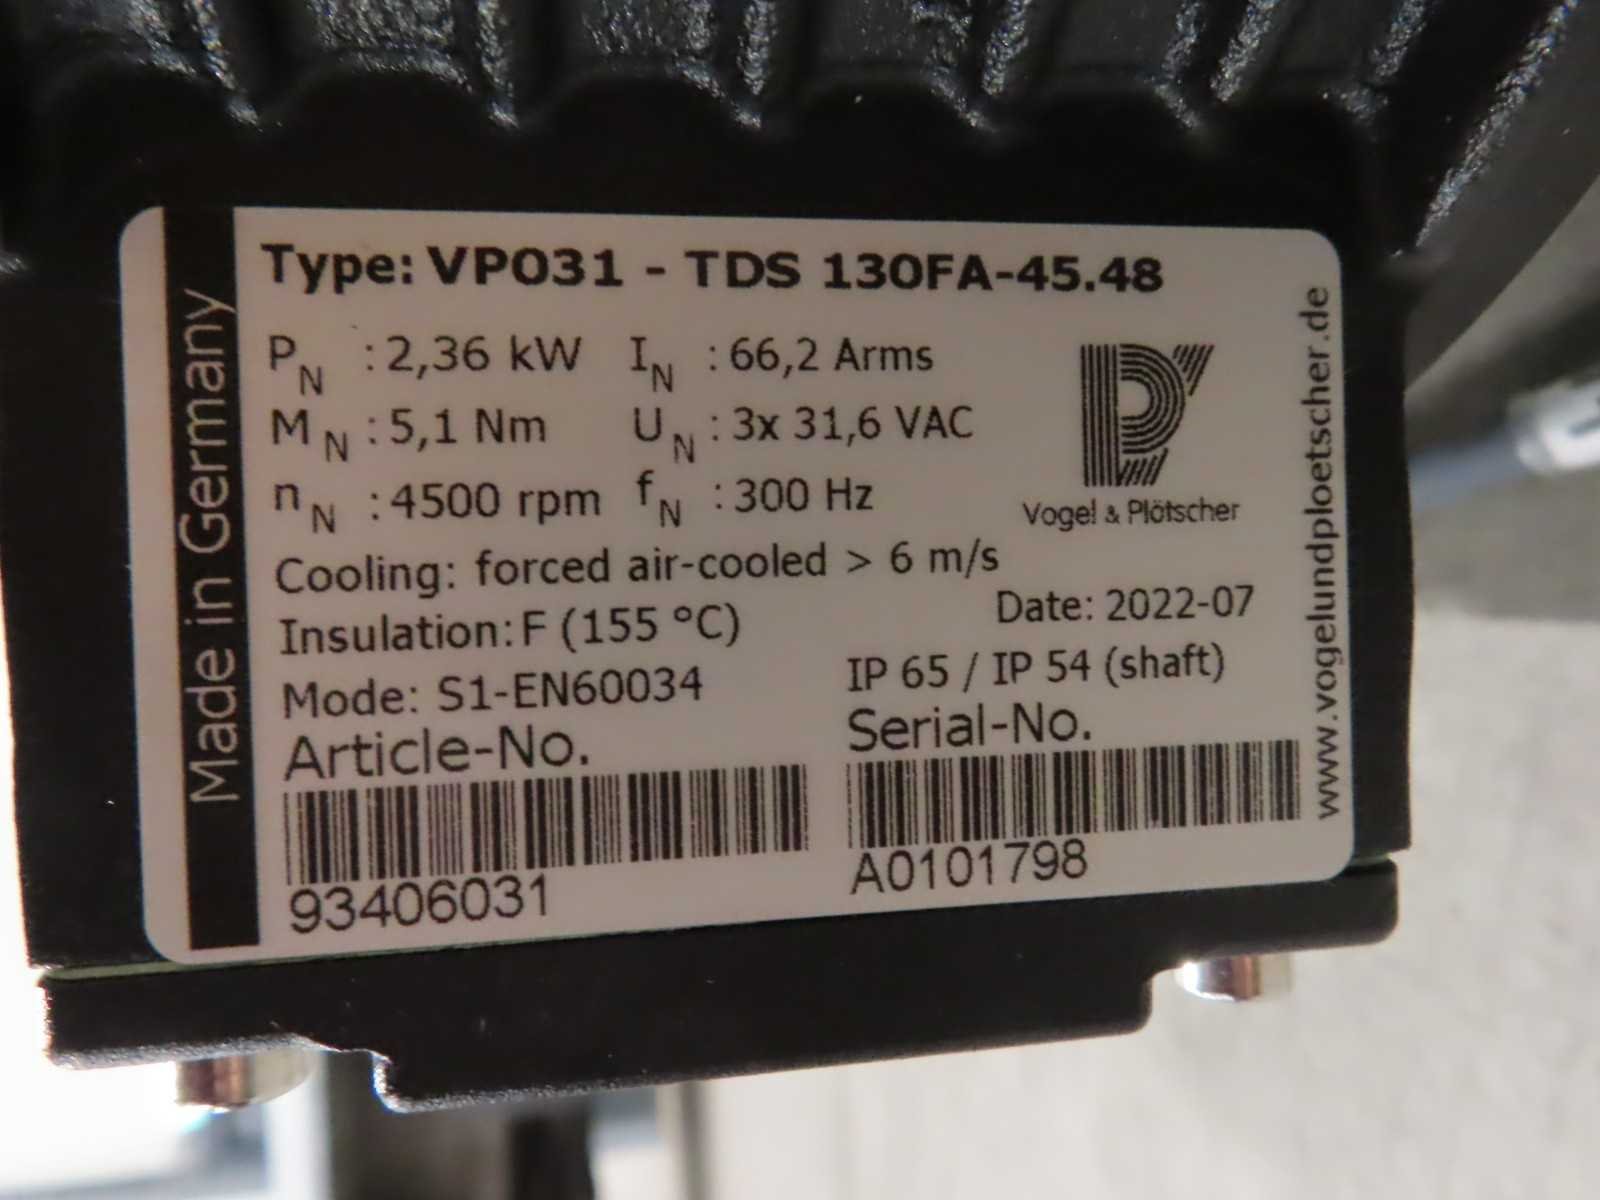 Made in Germany
Type: VP031 - TDS 130FA-45.48
PN : 2,36 kW IN : 66,2 Arms
MN : 5,1 Nm UN : 3x 31,6 VAC
nN : 4500 rpm fN : 300 Hz
Vogel & Plötscher
Cooling: forced air-cooled > 6 m/s
Insulation: F (155 °C)
Date: 2022-07
Mode: S1-EN60034
IP 65 / IP 54 (shaft)
Article-No.
93406031
Serial-No.
A0101798
www.vogelundploetscher.de